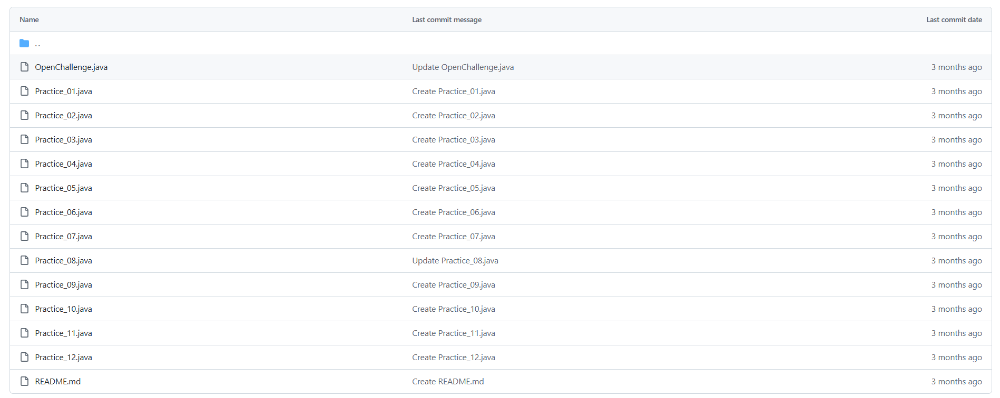 Name Last commit message Last commit date
..
OpenChallenge.java Update OpenChallenge.java 3 months ago
Practice_01.java Create Practice_01.java 3 months ago
Practice_02.java Create Practice_02.java 3 months ago
Practice_03.java Create Practice_03.java 3 months ago
Practice_04.java Create Practice_04.java 3 months ago
Practice_05.java Create Practice_05.java 3 months ago
Practice_06.java Create Practice_06.java 3 months ago
Practice_07.java Create Practice_07.java 3 months ago
Practice_08.java Update Practice_08.java 3 months ago
Practice_09.java Create Practice_09.java 3 months ago
Practice_10.java Create Practice_10.java 3 months ago
Practice_11.java Create Practice_11.java 3 months ago
Practice_12.java Create Practice_12.java 3 months ago
README.md Create README.md 3 months ago